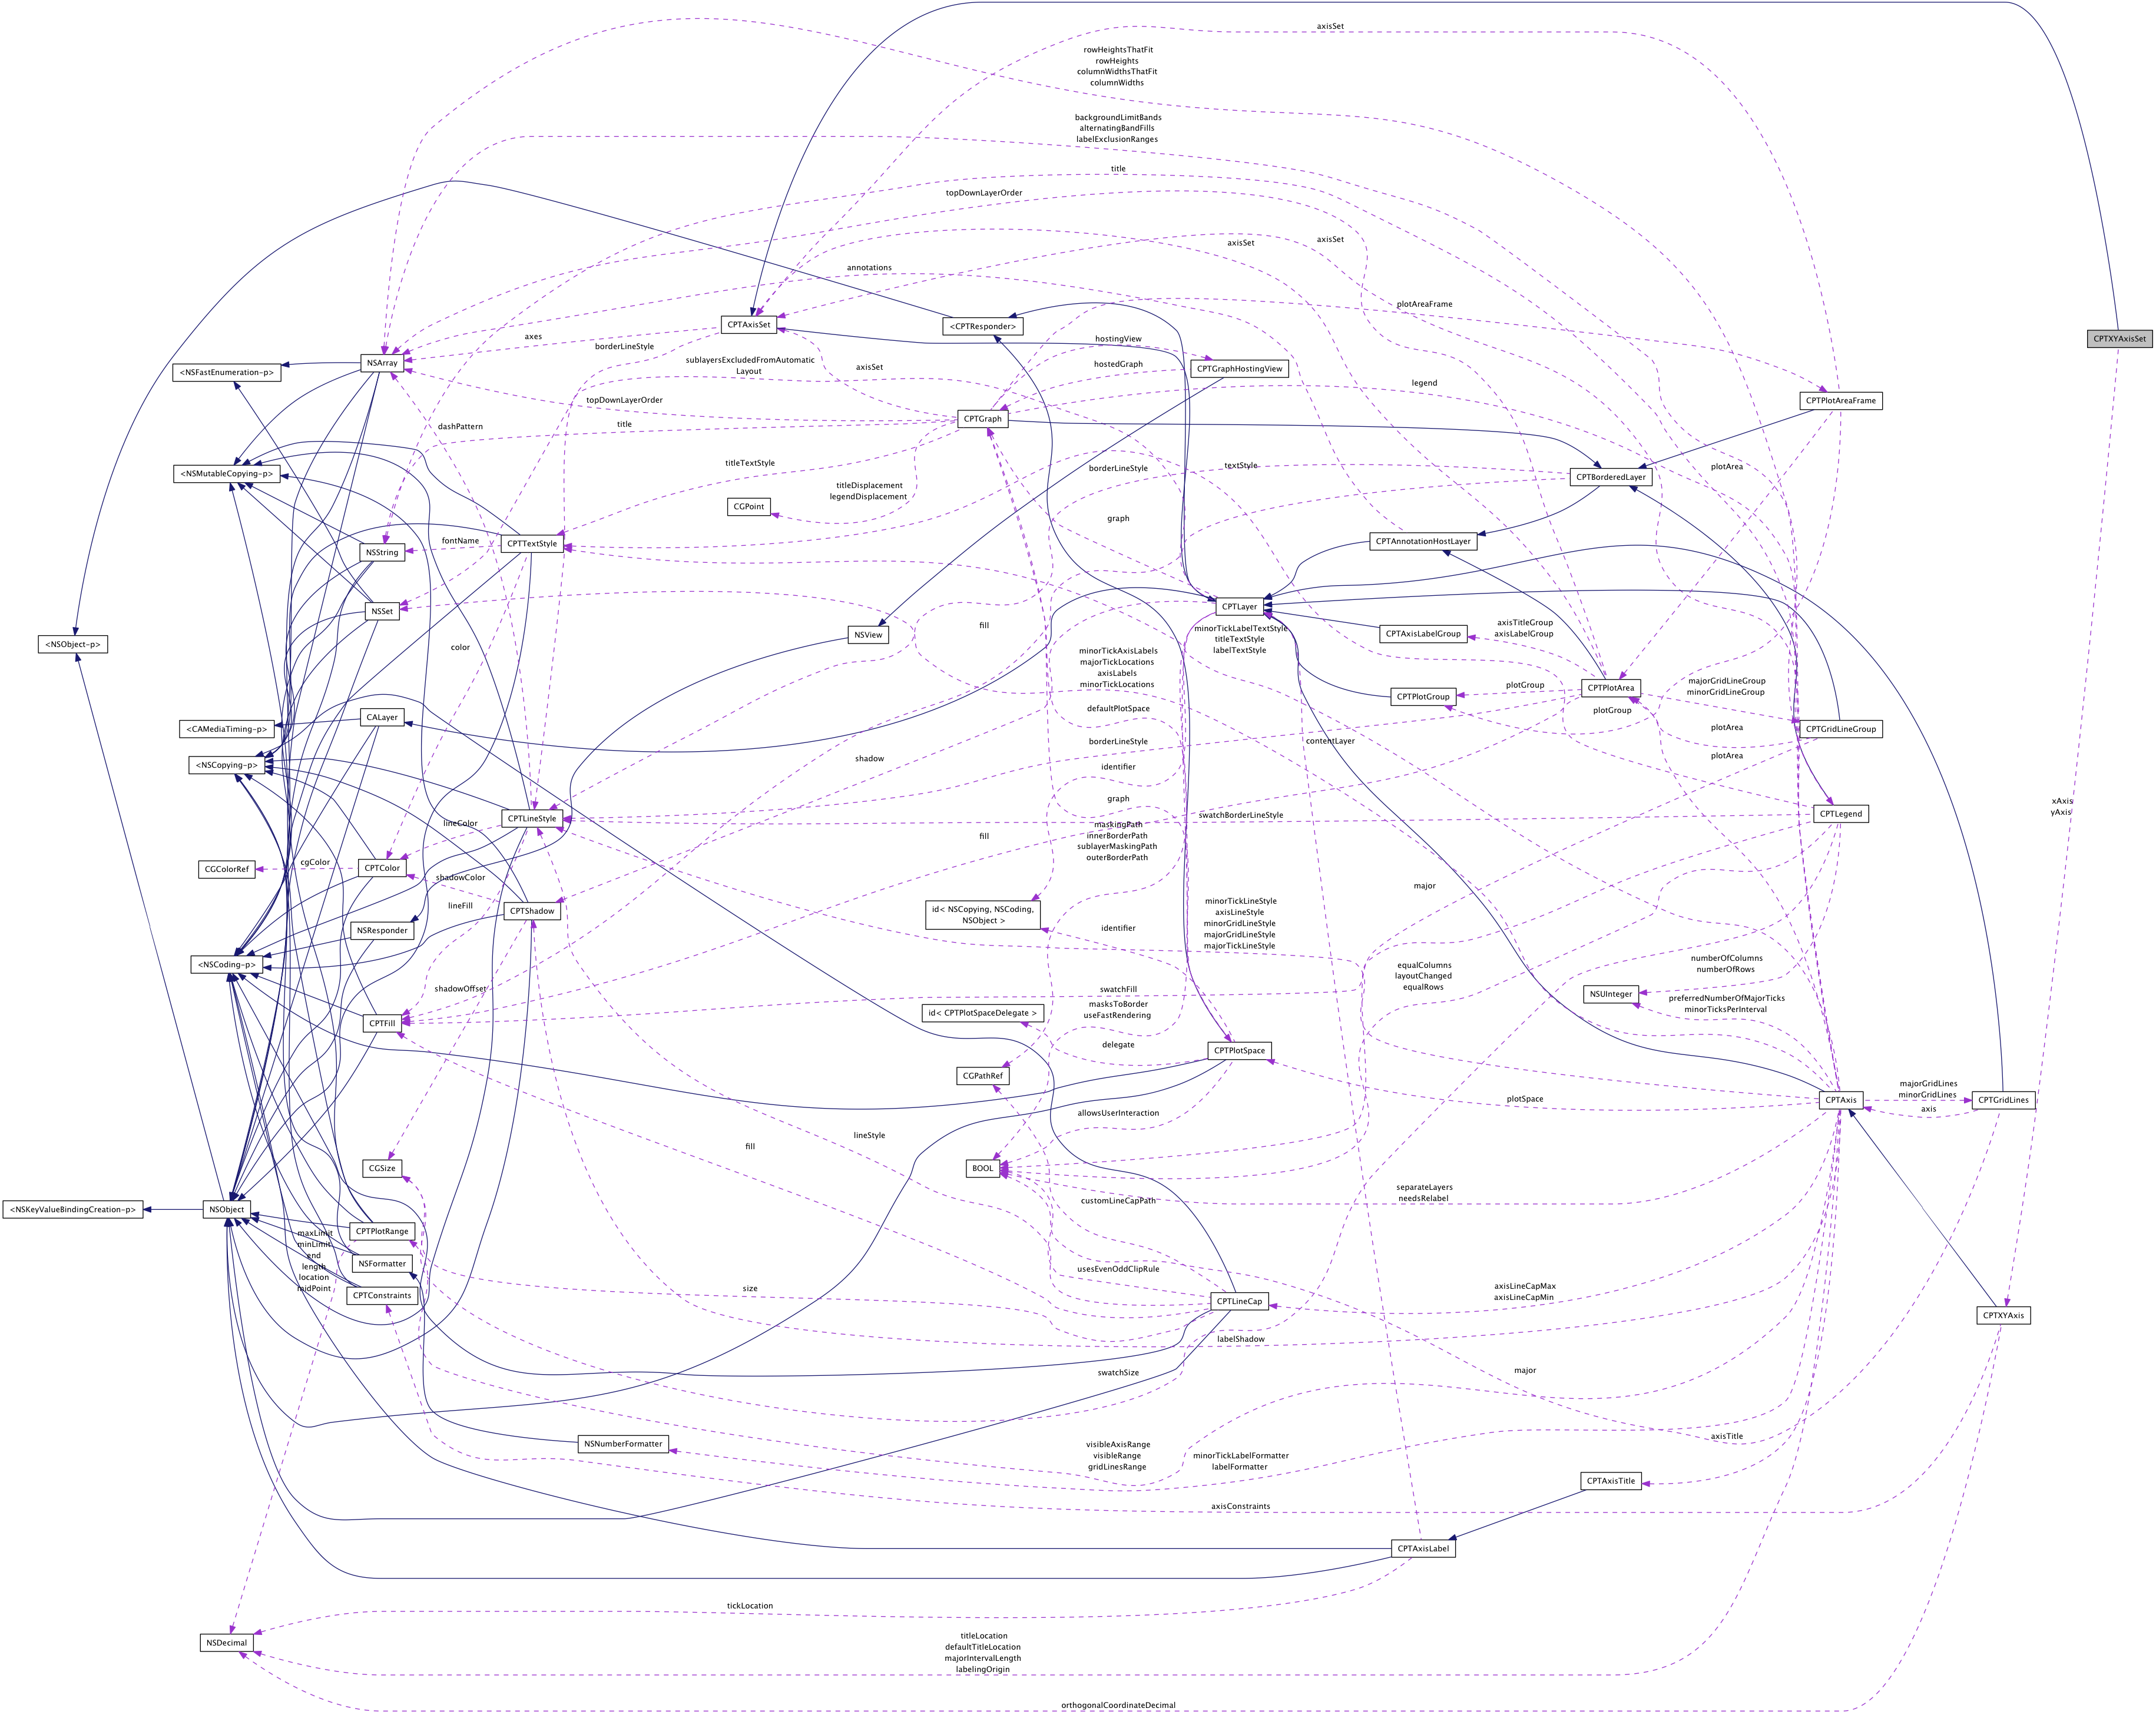 axisSet
rowHeightsThatFit
rowHeights
columnWidthsThatFit
columnWidths
backgroundLimitBands
alternatingBandFills
labelExclusionRanges
title
topDownLayerOrder
axisSet
axisSet
annotations
plotAreaFrame
CPTXYAxisSet
CPTAxisSet
<CPTResponder>
axes
borderLineStyle
hostingView
NSArray
<NSFastEnumeration-p>
sublayersExcludedFromAutomatic
Layout
axisSet
hostedGraph
CPTGraphHostingView
legend
CPTPlotAreaFrame
topDownLayerOrder
CPTGraph
dashPattern
title
<NSMutableCopying-p>
titleTextStyle
borderLineStyle
textStyle
plotArea
CPTBorderedLayer
titleDisplacement
legendDisplacement
CGPoint
graph
NSString
fontName
CPTTextStyle
CPTAnnotationHostLayer
NSSet
CPTLayer
<NSObject-p>
NSView
fill
color
minorTickLabelTextStyle
titleTextStyle
labelTextStyle
CPTAxisLabelGroup
axisTitleGroup
axisLabelGroup
minorTickAxisLabels
majorTickLocations
axisLabels
minorTickLocations
CPTPlotGroup
plotGroup
CPTPlotArea
majorGridLineGroup
minorGridLineGroup
<CAMediaTiming-p>
CALayer
defaultPlotSpace
plotGroup
plotArea
CPTGridLineGroup
<NSCopying-p>
shadow
borderLineStyle
contentLayer
identifier
plotArea
graph
CPTLineStyle
lineColor
swatchBorderLineStyle
CPTLegend
xAxis
yAxis
CGColorRef
cgColor
CPTColor
shadowColor
fill
maskingPath
innerBorderPath
sublayerMaskingPath
outerBorderPath
major
lineFill
CPTShadow
id< NSCopying, NSCoding,
NSObject >
NSResponder
identifier
minorTickLineStyle
axisLineStyle
minorGridLineStyle
majorGridLineStyle
majorTickLineStyle
<NSCoding-p>
equalColumns
layoutChanged
equalRows
numberOfColumns
numberOfRows
shadowOffset
swatchFill
NSUInteger
preferredNumberOfMajorTicks
minorTicksPerInterval
CPTFill
id< CPTPlotSpaceDelegate >
masksToBorder
useFastRendering
delegate
CPTPlotSpace
CGPathRef
plotSpace
CPTAxis
majorGridLines
minorGridLines
axis
CPTGridLines
allowsUserInteraction
lineStyle
fill
CGSize
BOOL
separateLayers
needsRelabel
customLineCapPath
<NSKeyValueBindingCreation-p>
NSObject
CPTPlotRange
maxLimit
minLimit
end
length
location
midPoint
NSFormatter
CPTConstraints
usesEvenOddClipRule
size
CPTLineCap
axisLineCapMax
axisLineCapMin
CPTXYAxis
labelShadow
swatchSize
major
NSNumberFormatter
visibleAxisRange
visibleRange
gridLinesRange
minorTickLabelFormatter
labelFormatter
axisTitle
CPTAxisTitle
axisConstraints
CPTAxisLabel
tickLocation
NSDecimal
titleLocation
defaultTitleLocation
majorIntervalLength
labelingOrigin
orthogonalCoordinateDecimal